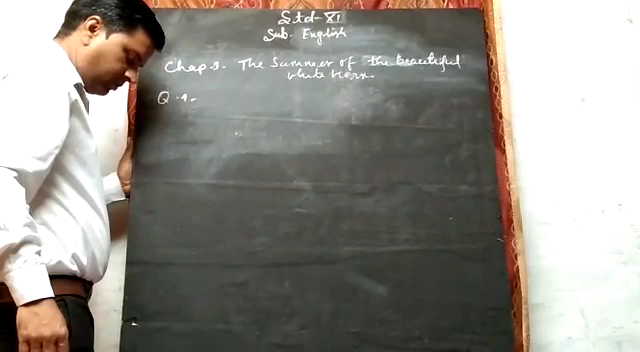 Std-XI
Sub. English
Chap.1. The Summer of the beautiful
white Horse.
Q.1.